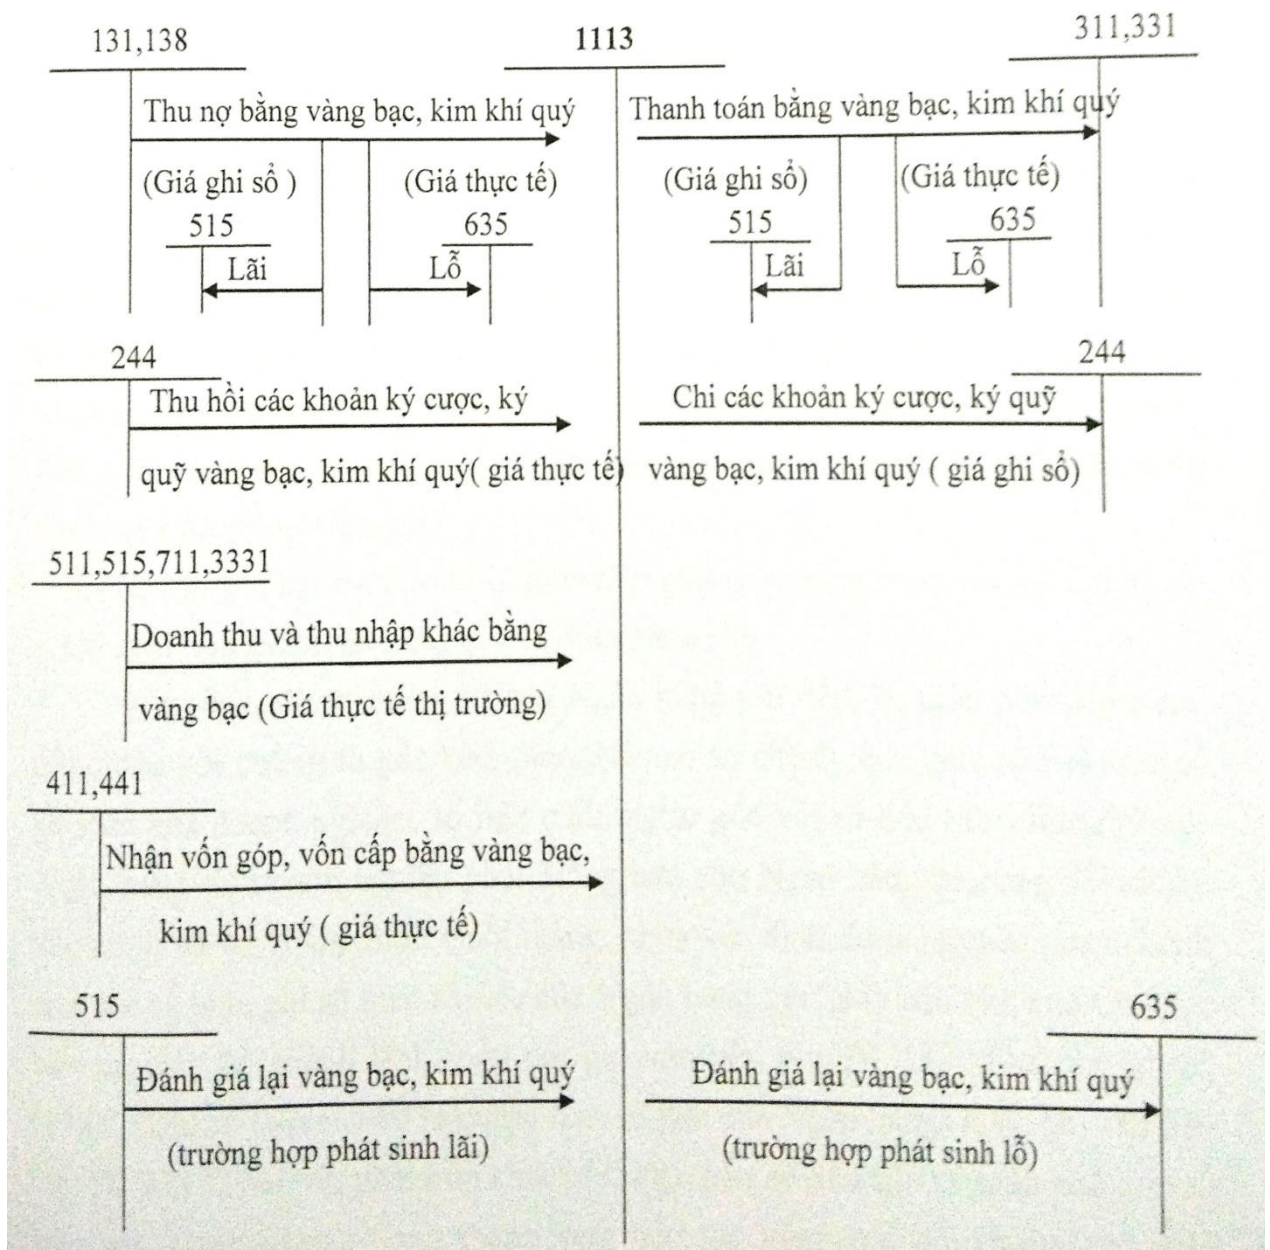 131,138
1113
311,331
Thu nợ bằng vàng bạc, kim khí quý
Thanh toán bằng vàng bạc, kim khí quý
(Giá ghi sổ )
(Giá thực tế)
(Giá ghi sổ)
(Giá thực tế)
515
635
515
635
Lãi
Lỗ
Lãi
Lỗ
244
244
Thu hồi các khoản ký cược, ký
Chi các khoản ký cược, ký quỹ
quỹ vàng bạc, kim khí quý( giá thực tế)
vàng bạc, kim khí quý ( giá ghi sổ)
511,515,711,3331
Doanh thu và thu nhập khác bằng
vàng bạc (Giá thực tế thị trường)
411,441
Nhận vốn góp, vốn cấp bằng vàng bạc,
kim khí quý ( giá thực tế)
515
635
Đánh giá lại vàng bạc, kim khí quý
Đánh giá lại vàng bạc, kim khí quý
(trường hợp phát sinh lãi)
(trường hợp phát sinh lỗ)